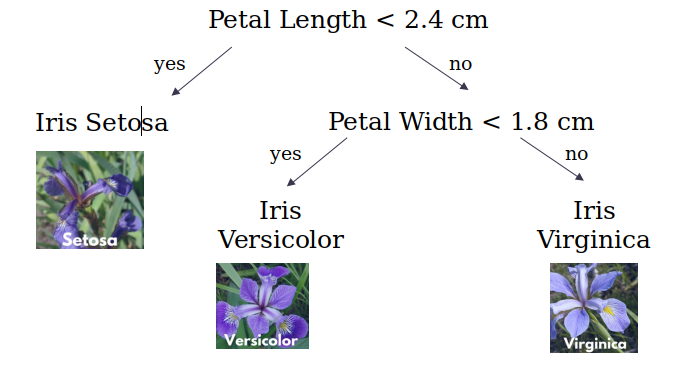 Petal Length < 2.4 cm
yes
no
Iris Setosa
Petal Width < 1.8 cm
yes
no
Setosa
Iris
Versicolor
Iris
Virginica
Versicolor
Virginica